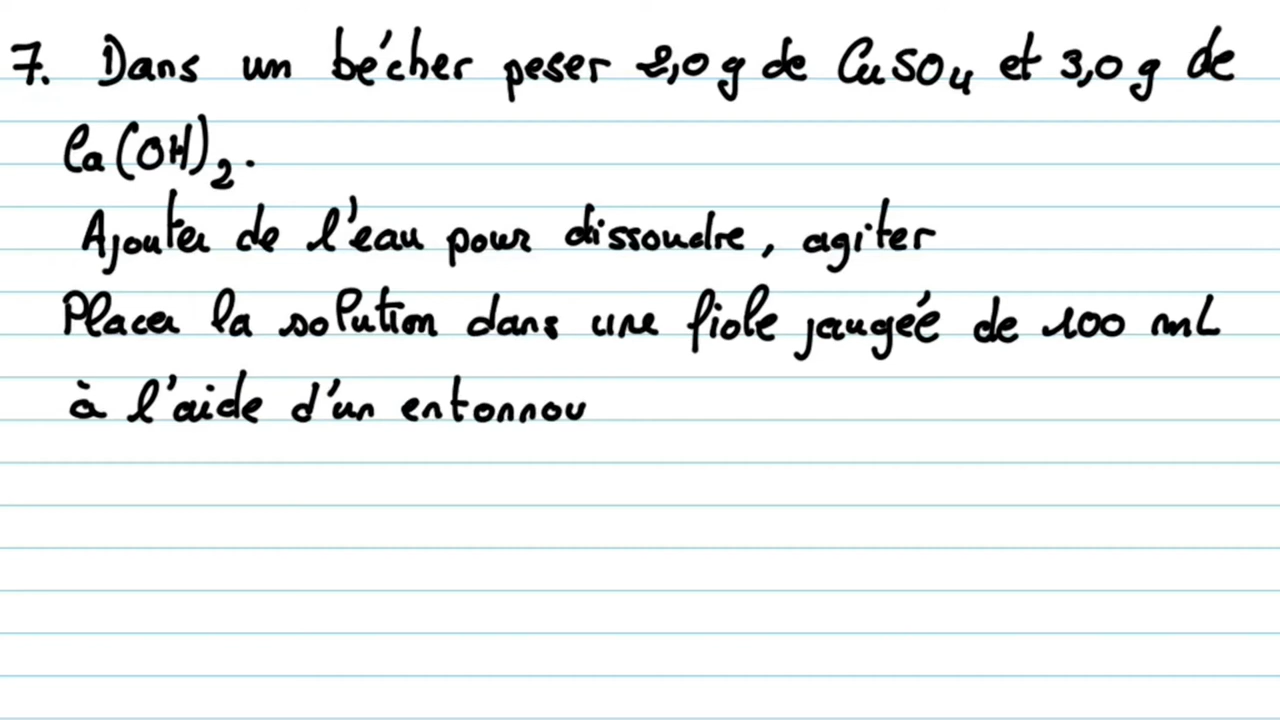 7. Dans un bécher peser 2,0 g de CuSO4 et 3,0 g de
Ca(OH)2.
Ajouter de l'eau pour dissoudre, agiter
Placer la solution dans une fiole jaugée de 100 mL
à l'aide d'un entonnou